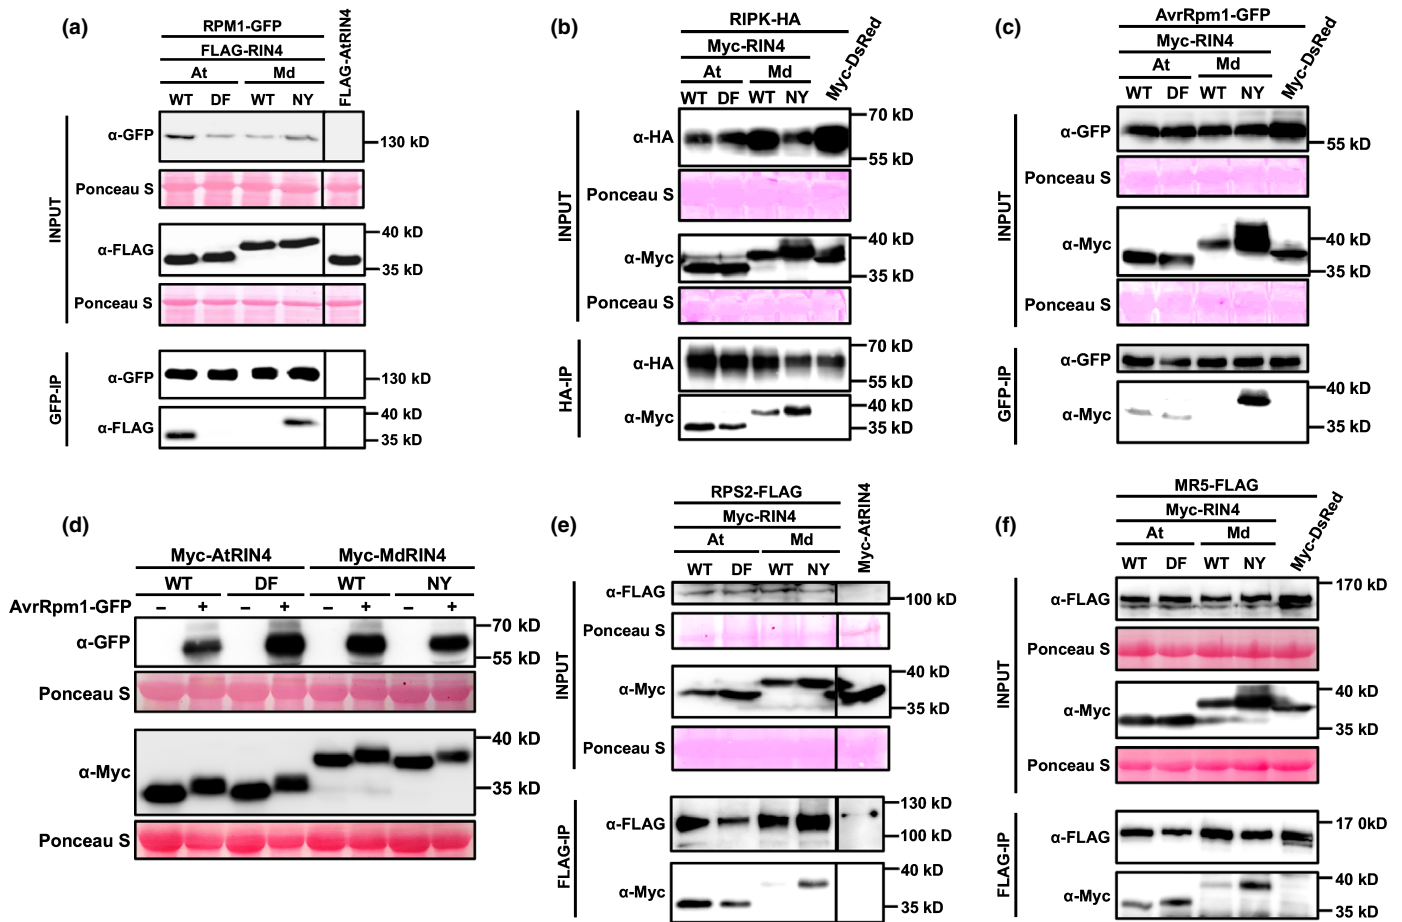 (a)
RPM1-GFP
FLAG-RIN4
FLAG-AtRIN4
At Md
WT DF WT NY
INPUT
α-GFP 130 kD
Ponceau S
α-FLAG 40 kD
35 kD
Ponceau S
GFP-IP
α-GFP 130 kD
α-FLAG 40 kD
35 kD
(b)
RIPK-HA
Myc-RIN4
Myc-DsRed
At Md
WT DF WT NY
INPUT
70 kD
α-HA
55 kD
Ponceau S
α-Myc 40 kD
35 kD
Ponceau S
HA-IP
70 kD
α-HA
55 kD
α-Myc 40 kD
35 kD
(c)
AvrRpm1-GFP
Myc-RIN4
Myc-DsRed
At Md
WT DF WT NY
INPUT
α-GFP
55 kD
Ponceau S
α-Myc 40 kD
35 kD
Ponceau S
GFP-IP
α-GFP
40 kD
α-Myc
35 kD
(d)
Myc-AtRIN4 Myc-MdRIN4
WT DF WT NY
AvrRpm1-GFP – + – + – + – +
70 kD
α-GFP
55 kD
Ponceau S
40 kD
α-Myc
35 kD
Ponceau S
(e)
RPS2-FLAG
Myc-RIN4
Myc-AtRIN4
At Md
WT DF WT NY
INPUT
α-FLAG 100 kD
Ponceau S
40 kD
α-Myc
35 kD
Ponceau S
FLAG-IP
130 kD
α-FLAG
100 kD
40 kD
α-Myc
35 kD
(f)
MR5-FLAG
Myc-RIN4
Myc-DsRed
At Md
WT DF WT NY
INPUT
170 kD
α-FLAG
Ponceau S
40 kD
α-Myc
35 kD
Ponceau S
FLAG-IP
17 0kD
α-FLAG
40 kD
α-Myc
35 kD